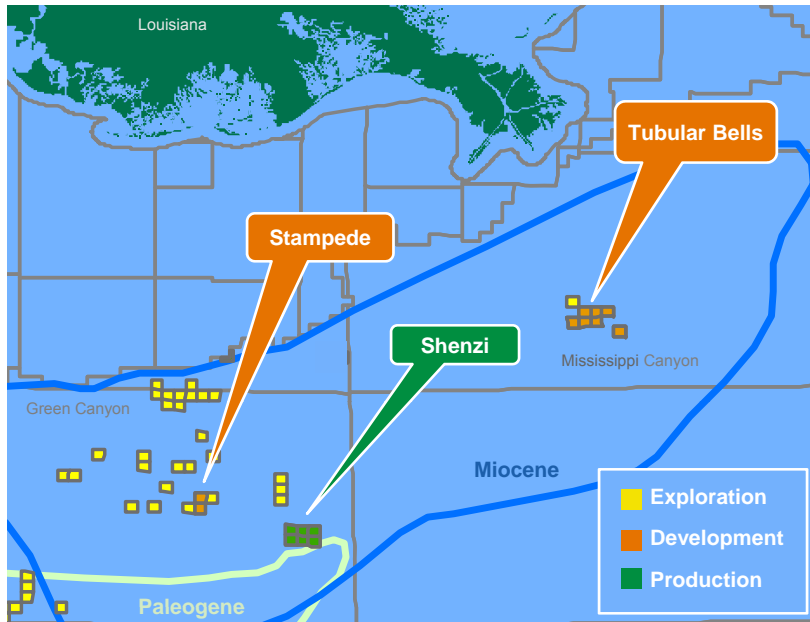 Louisiana
Tubular Bells
Stampede
Shenzi
Mississippi Canyon
Green Canyon
Miocene
Exploration
Development
Production
Paleogene